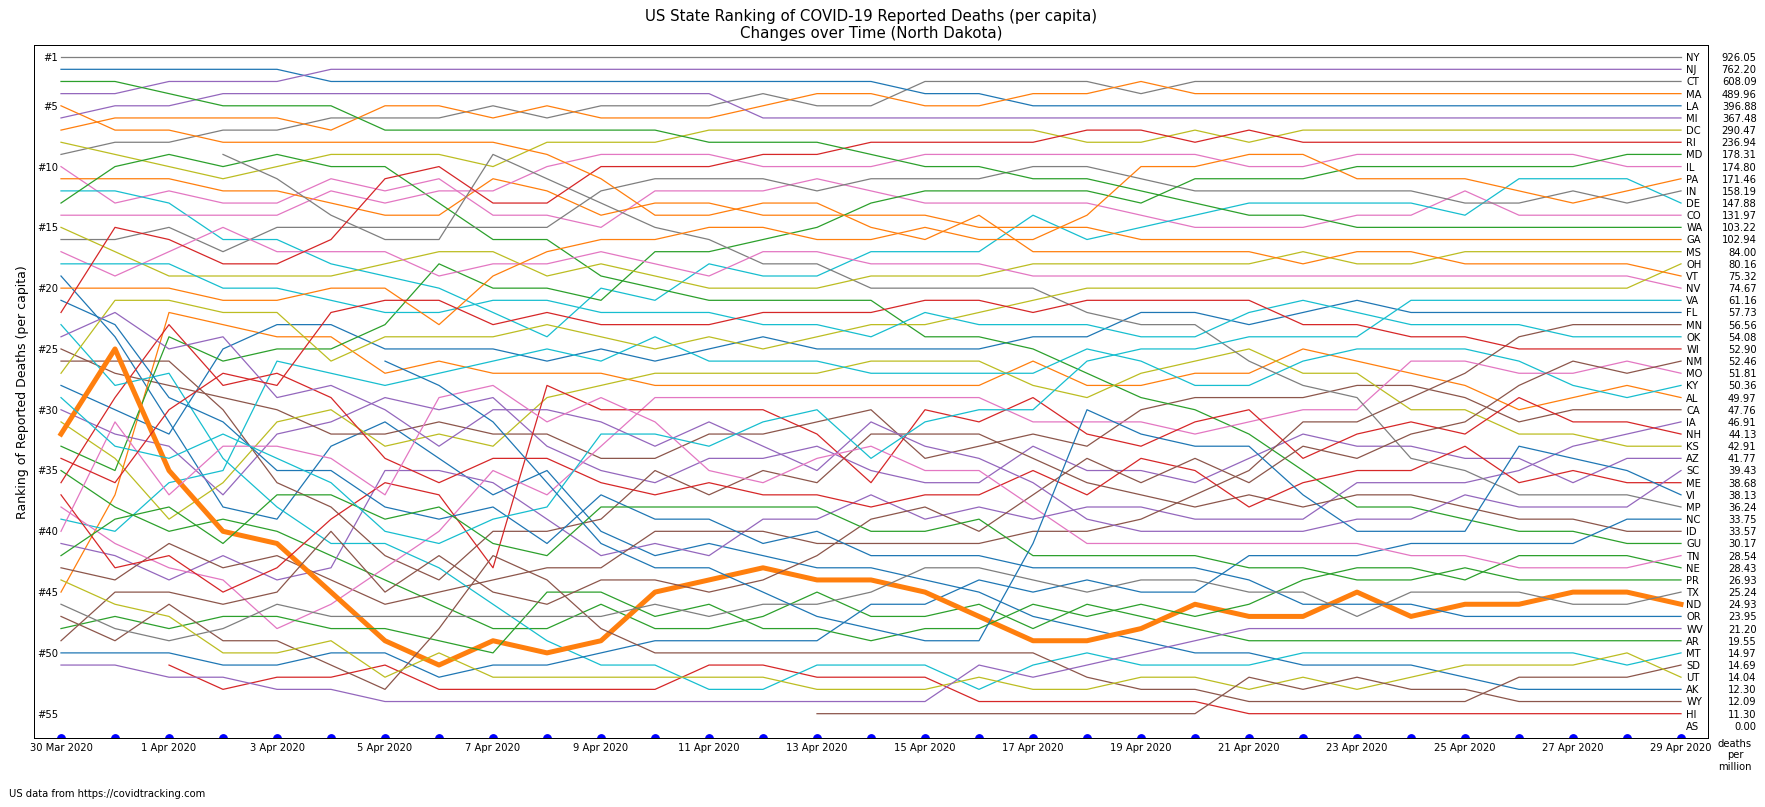 US State Ranking of COVID-19 Reported Deaths (per capita)
Changes over Time (North Dakota)
Ranking of Reported Deaths (per capita)
#1
#5
#10
#15
#20
#25
#30
#35
#40
#45
#50
#55
NY 926.05
NJ 762.20
CT 608.09
MA 489.96
LA 396.88
MI 367.48
DC 290.47
RI 236.94
MD 178.31
IL 174.80
PA 171.46
IN 158.19
DE 147.88
CO 131.97
WA 103.22
GA 102.94
MS 84.00
OH 80.16
VT 75.32
NV 74.67
VA 61.16
FL 57.73
MN 56.56
OK 54.08
WI 52.90
NM 52.46
MO 51.81
KY 50.36
AL 49.97
CA 47.76
IA 46.91
NH 44.13
KS 42.91
AZ 41.77
SC 39.43
ME 38.68
VI 38.13
MP 36.24
NC 33.75
ID 33.57
GU 30.17
TN 28.54
NE 28.43
PR 26.93
TX 25.24
ND 24.93
OR 23.95
WV 21.20
AR 19.55
MT 14.97
SD 14.69
UT 14.04
AK 12.30
WY 12.09
HI 11.30
AS 0.00
30 Mar 2020 1 Apr 2020 3 Apr 2020 5 Apr 2020 7 Apr 2020 9 Apr 2020 11 Apr 2020 13 Apr 2020 15 Apr 2020 17 Apr 2020 19 Apr 2020 21 Apr 2020 23 Apr 2020 25 Apr 2020 27 Apr 2020 29 Apr 2020
deaths
per
million
US data from https://covidtracking.com